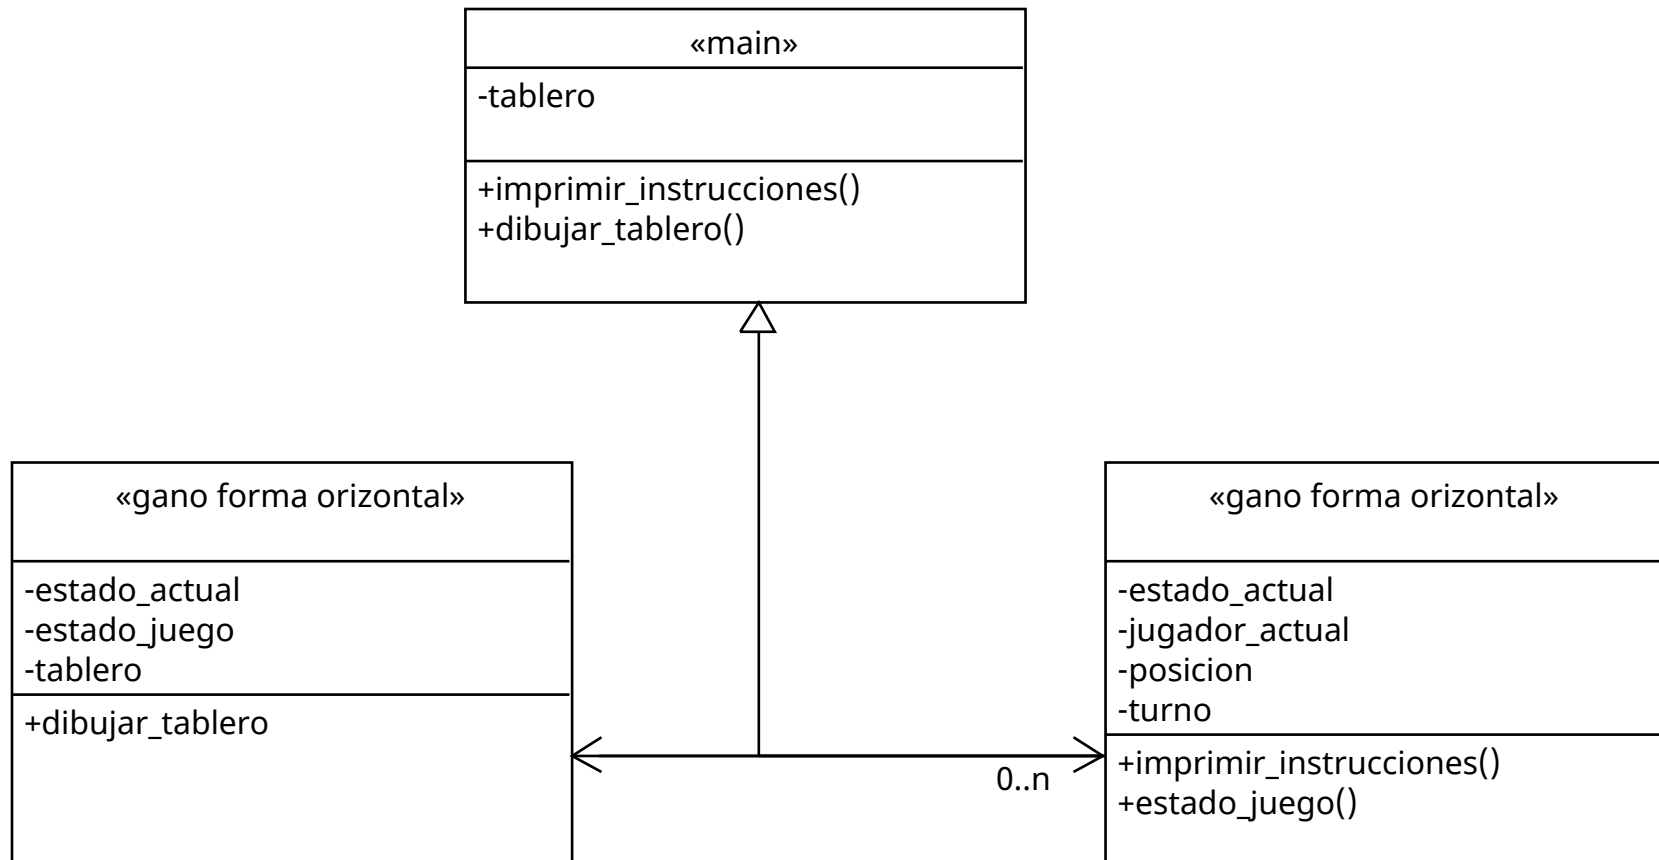 «main»
-tablero
+imprimir_instrucciones()
+dibujar_tablero()
«gano forma orizontal»
-estado_actual
-estado_juego
-tablero
+dibujar_tablero
«gano forma orizontal»
-estado_actual
-jugador_actual
-posicion
-turno
+imprimir_instrucciones()
+estado_juego()
0..n